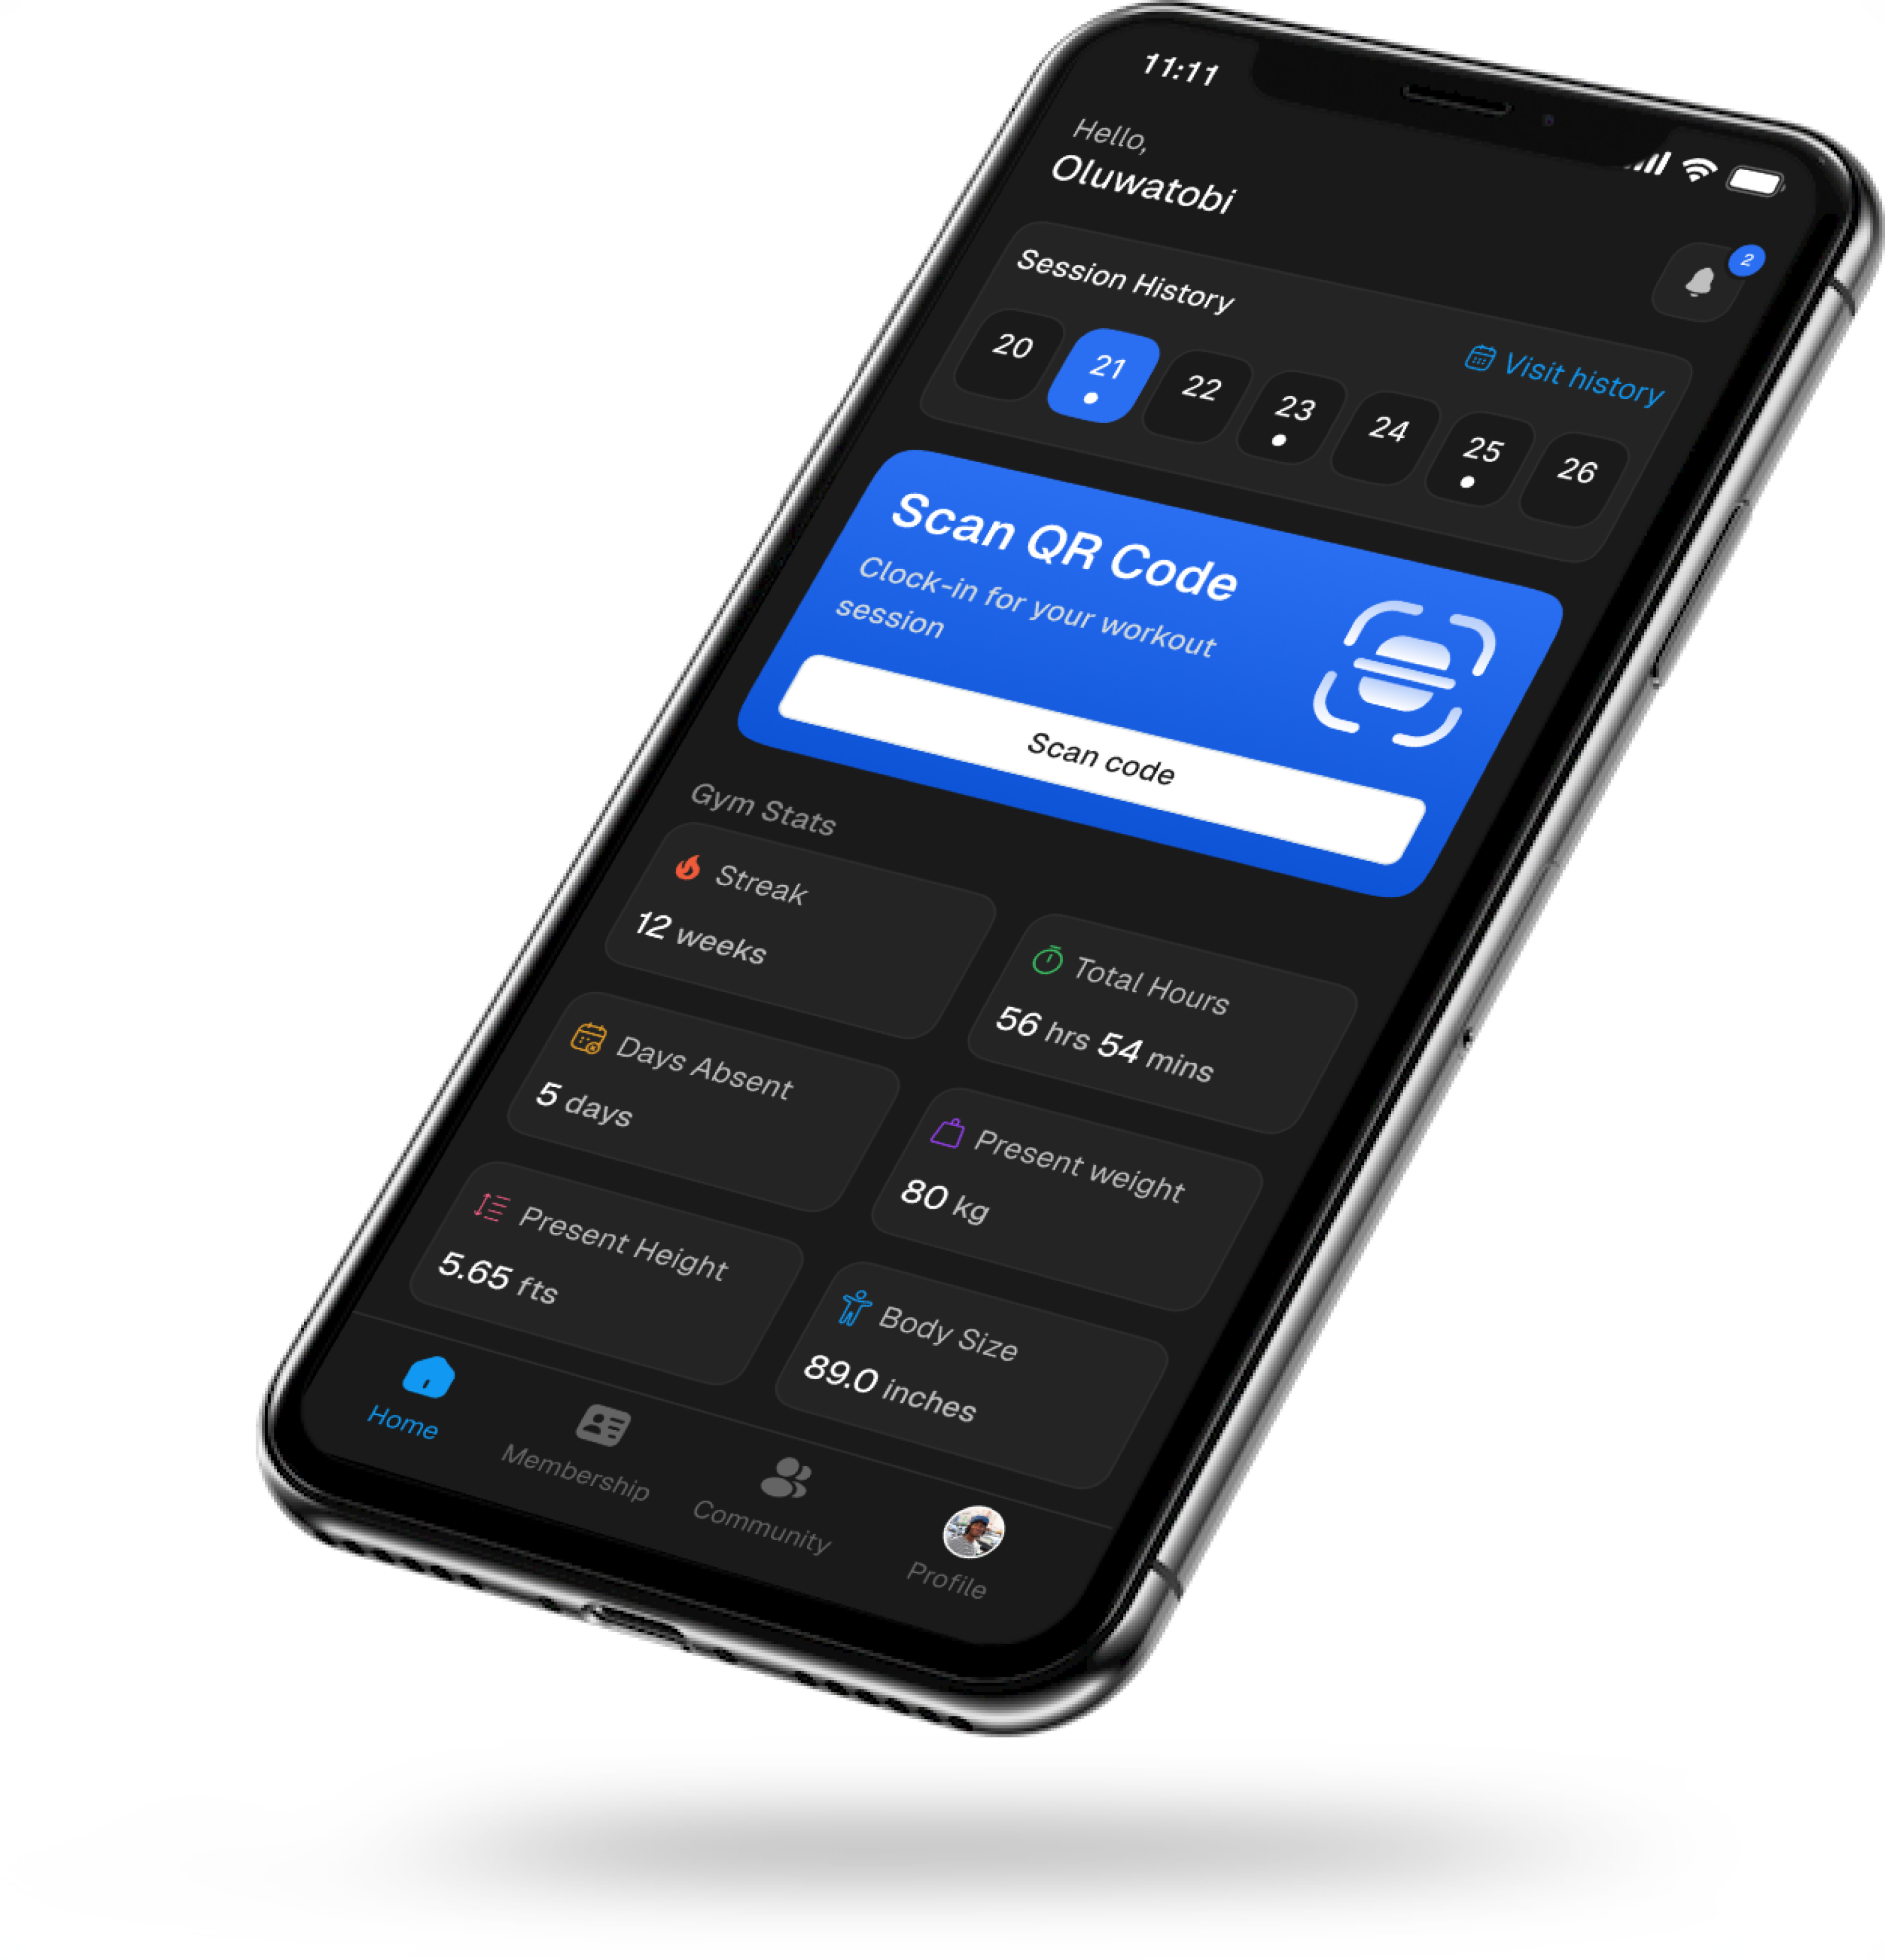 11:11
Hello,
Oluwatobi
2
Session History
Visit history
20 21 22 23 24 25 26
Scan QR Code
Clock-in for your workout
session
Scan code
Gym Stats
Streak
12 weeks
Total Hours
56 hrs 54 mins
Days Absent
5 days
Present weight
80 kg
Present Height
5.65 fts
Body Size
89.0 inches
Home
Membership
Community
Profile